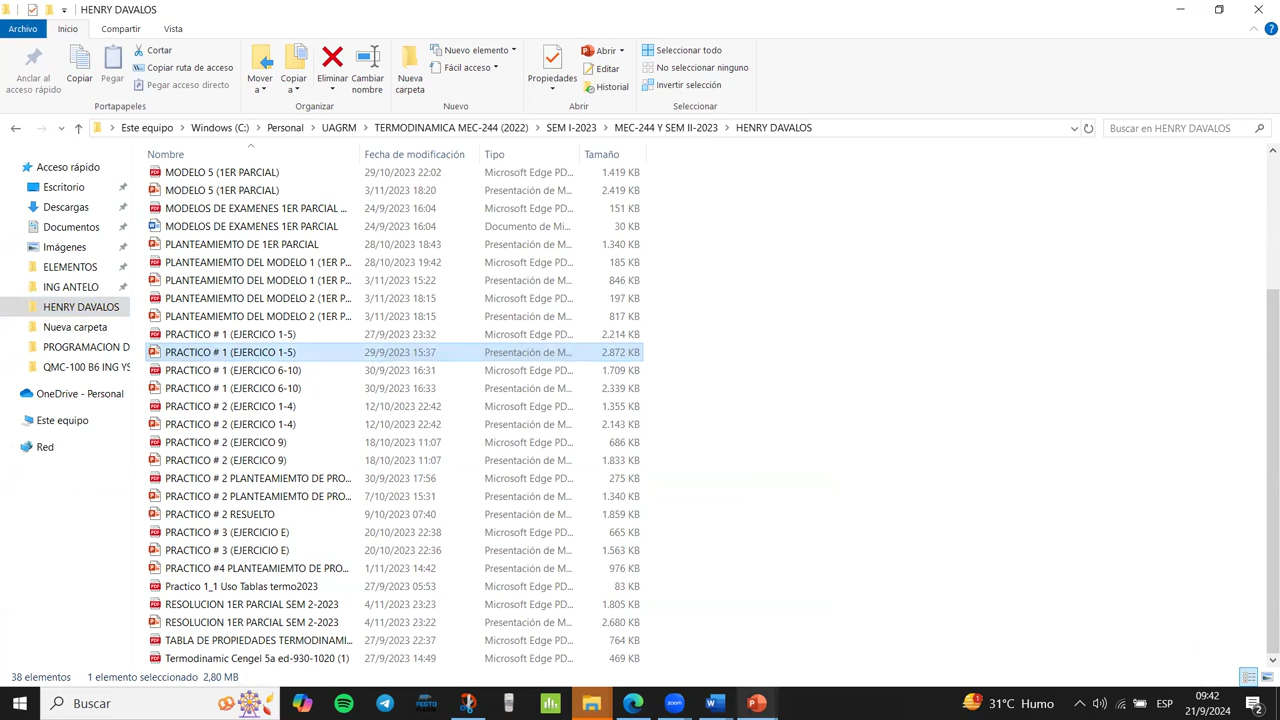 HENRY DAVALOS
Archivo Inicio Compartir Vista
Anclar al acceso rápido
Copiar
Pegar
Cortar
Copiar ruta de acceso
Pegar acceso directo
Portapapeles
Mover a
Copiar a
Eliminar
Cambiar nombre
Organizar
Nueva carpeta
Nuevo elemento
Fácil acceso
Nuevo
Propiedades
Abrir
Editar
Historial
Abrir
Seleccionar todo
No seleccionar ninguno
Invertir selección
Seleccionar
Este equipo > Windows (C:) > Personal > UAGRM > TERMODINAMICA MEC-244 (2022) > SEM I-2023 > MEC-244 Y SEM II-2023 > HENRY DAVALOS
Buscar en HENRY DAVALOS
Acceso rápido
Escritorio
Descargas
Documentos
Imágenes
ELEMENTOS
ING ANTELO
HENRY DAVALOS
Nueva carpeta
PROGRAMACION D
QMC-100 B6 ING YS
OneDrive - Personal
Este equipo
Red
Nombre Fecha de modificación Tipo Tamaño
MODELO 5 (1ER PARCIAL) 29/10/2023 22:02 Microsoft Edge PD... 1.419 KB
MODELO 5 (1ER PARCIAL) 3/11/2023 18:20 Presentación de M... 2.419 KB
MODELOS DE EXAMENES 1ER PARCIAL ... 24/9/2023 16:04 Microsoft Edge PD... 151 KB
MODELOS DE EXAMENES 1ER PARCIAL 24/9/2023 16:04 Documento de Mi... 30 KB
PLANTEAMIEMTO DE 1ER PARCIAL 28/10/2023 18:43 Presentación de M... 1.340 KB
PLANTEAMIEMTO DEL MODELO 1 (1ER P... 28/10/2023 19:42 Microsoft Edge PD... 185 KB
PLANTEAMIEMTO DEL MODELO 1 (1ER P... 3/11/2023 15:22 Presentación de M... 846 KB
PLANTEAMIEMTO DEL MODELO 2 (1ER P... 3/11/2023 18:15 Microsoft Edge PD... 197 KB
PLANTEAMIEMTO DEL MODELO 2 (1ER P... 3/11/2023 18:15 Presentación de M... 817 KB
PRACTICO # 1 (EJERCICO 1-5) 27/9/2023 23:32 Microsoft Edge PD... 2.214 KB
PRACTICO # 1 (EJERCICO 1-5) 29/9/2023 15:37 Presentación de M... 2.872 KB
PRACTICO # 1 (EJERCICO 6-10) 30/9/2023 16:31 Microsoft Edge PD... 1.709 KB
PRACTICO # 1 (EJERCICO 6-10) 30/9/2023 16:33 Presentación de M... 2.339 KB
PRACTICO # 2 (EJERCICO 1-4) 12/10/2023 22:42 Microsoft Edge PD... 1.355 KB
PRACTICO # 2 (EJERCICO 1-4) 12/10/2023 22:42 Presentación de M... 2.143 KB
PRACTICO # 2 (EJERCICO 9) 18/10/2023 11:07 Microsoft Edge PD... 686 KB
PRACTICO # 2 (EJERCICO 9) 18/10/2023 11:07 Presentación de M... 1.833 KB
PRACTICO # 2 PLANTEAMIEMTO DE PRO... 30/9/2023 17:56 Microsoft Edge PD... 275 KB
PRACTICO # 2 PLANTEAMIEMTO DE PRO... 7/10/2023 15:31 Presentación de M... 1.340 KB
PRACTICO # 2 RESUELTO 9/10/2023 07:40 Microsoft Edge PD... 1.859 KB
PRACTICO # 3 (EJERCICIO E) 20/10/2023 22:38 Microsoft Edge PD... 665 KB
PRACTICO # 3 (EJERCICIO E) 20/10/2023 22:36 Presentación de M... 1.563 KB
PRACTICO #4 PLANTEAMIEMTO DE PRO... 1/11/2023 14:42 Microsoft Edge PD... 976 KB
Practico 1_1 Uso Tablas termo2023 27/9/2023 05:53 Microsoft Edge PD... 83 KB
RESOLUCION 1ER PARCIAL SEM 2-2023 4/11/2023 23:23 Microsoft Edge PD... 1.805 KB
RESOLUCION 1ER PARCIAL SEM 2-2023 4/11/2023 23:22 Presentación de M... 2.680 KB
TABLA DE PROPIEDADES TERMODINAMI... 27/9/2023 22:37 Microsoft Edge PD... 764 KB
Termodinamic Cengel 5a ed-930-1020 (1) 27/9/2023 14:49 Microsoft Edge PD... 469 KB
38 elementos 1 elemento seleccionado 2,80 MB
Buscar
FESTO
zoom
31°C Humo
ESP
09:42
21/9/2024
2